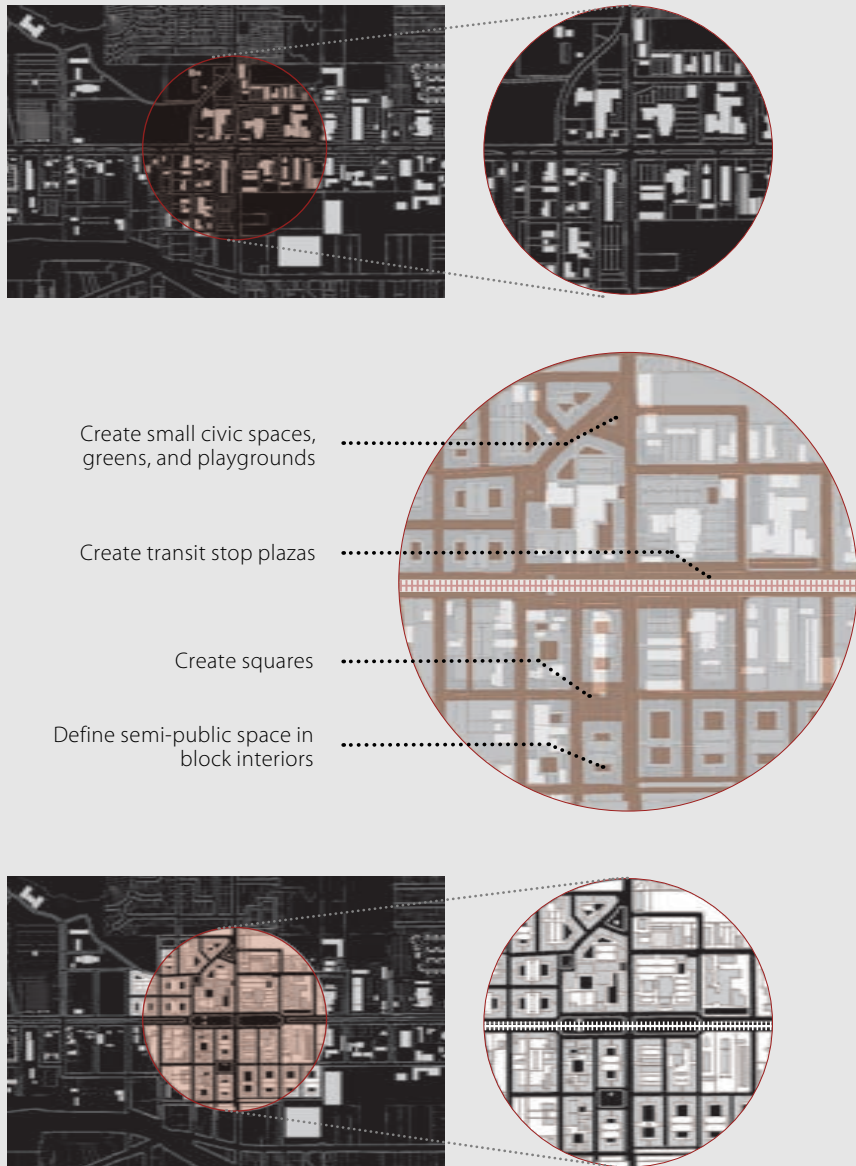 Create small civic spaces,
greens, and playgrounds
Create transit stop plazas
Create squares
Define semi-public space in
block interiors